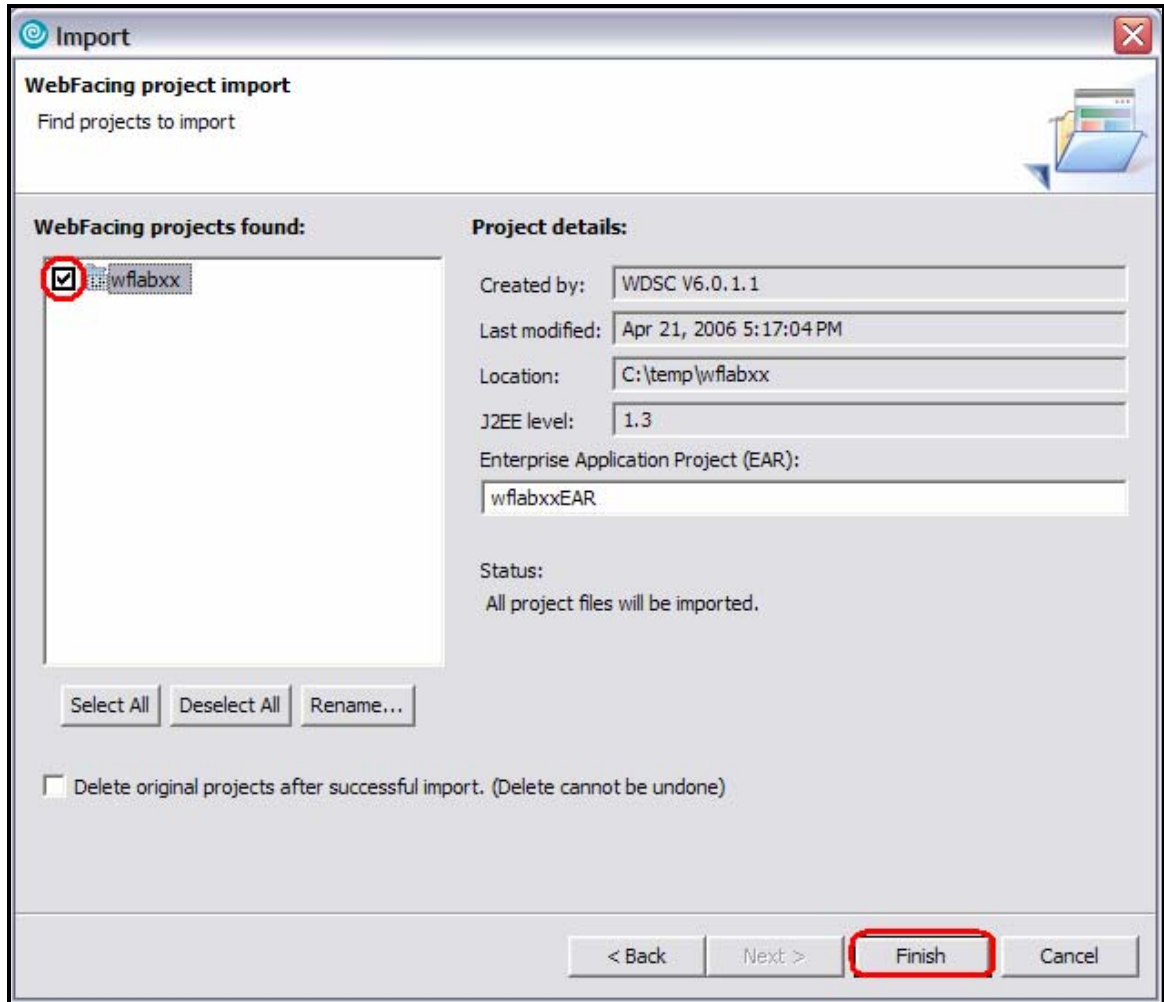 Import
WebFacing project import
Find projects to import
WebFacing projects found:
wflabxx
Project details:
Created by: WDSC V6.0.1.1
Last modified: Apr 21, 2006 5:17:04 PM
Location: C:\temp\wflabxx
J2EE level: 1.3
Enterprise Application Project (EAR):
wflabxxEAR
Status:
All project files will be imported.
Select All Deselect All Rename...
Delete original projects after successful import. (Delete cannot be undone)
< Back Next > Finish Cancel